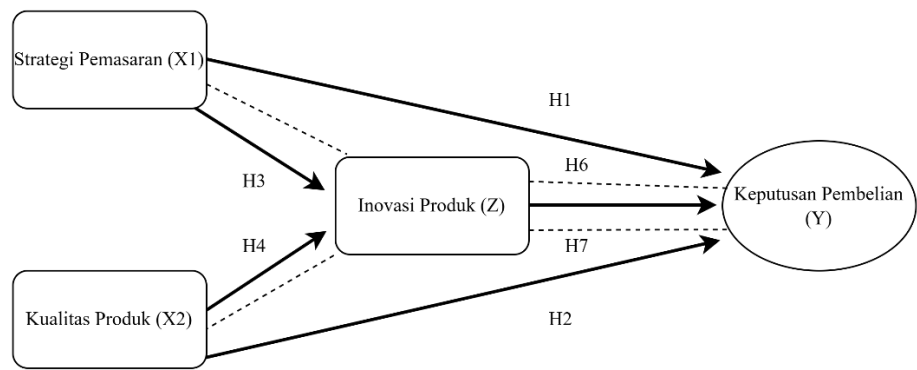 Strategi Pemasaran (X1)
H1
H3
H6
Inovasi Produk (Z)
Keputusan Pembelian
(Y)
H4
H7
Kualitas Produk (X2)
H2